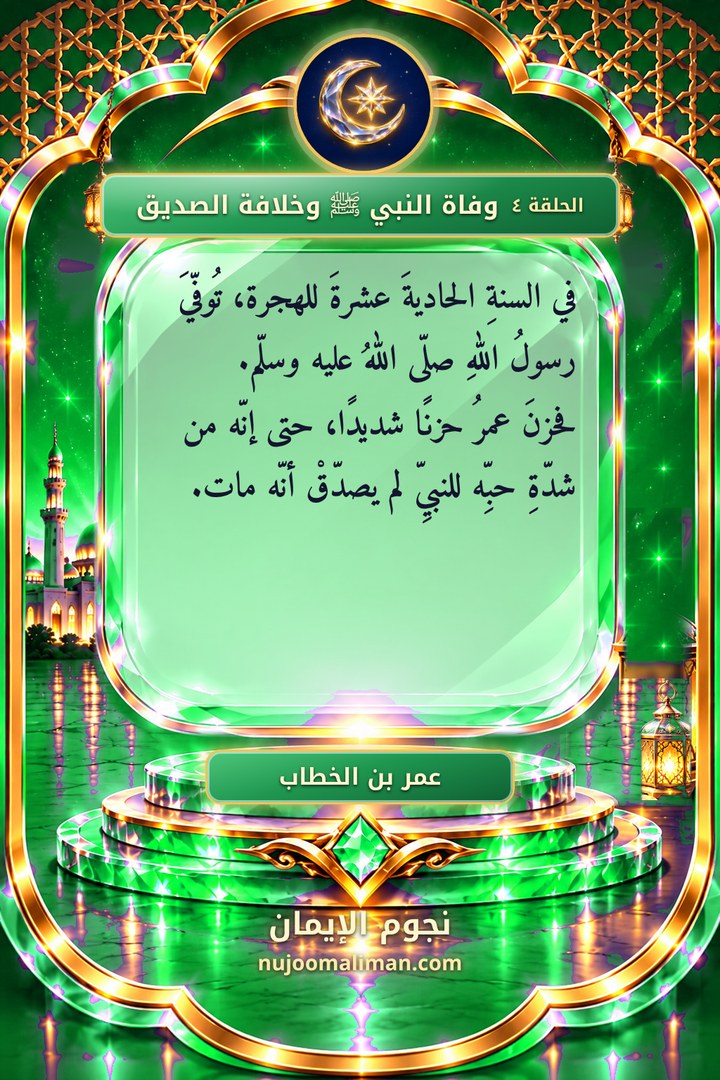 الحلقة ٤ وفاة النبي ﷺ وخلافة الصديق
في السنةِ الحاديةَ عشرةَ للهجرة، تُوفّيَ
رسولُ اللهِ صلّى اللهُ عليه وسلّم.
فحزنَ عمرُ حزنًا شديدًا، حتى إنّه من
شدّةِ حبِّه للنبيِّ لم يصدّقْ أنّه مات.
عمر بن الخطاب
نجوم الإيمان
nujoomaliman.com